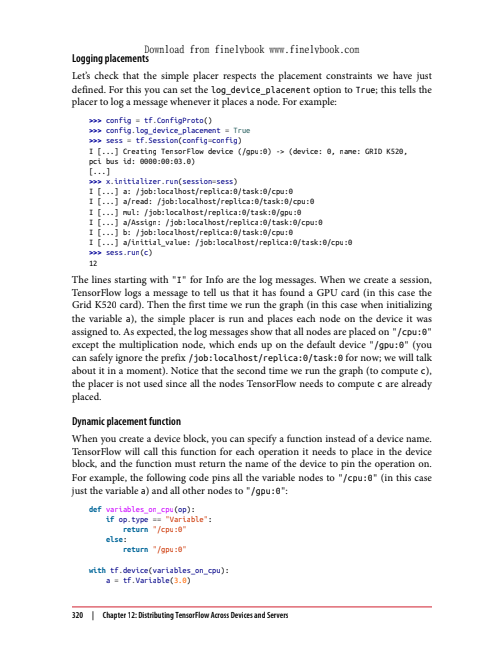 Download from finelybook www.finelybook.com
Logging placements
Let's check that the simple placer respects the placement constraints we have just
defined. For this you can set the log_device_placement option to True; this tells the
placer to log a message whenever it places a node. For example:
>>> config = tf.ConfigProto()
>>> config.log_device_placement = True
>>> sess = tf.Session(config=config)
I [...] Creating TensorFlow device (/gpu:0) -> (device: 0, name: GRID K520,
pci bus id: 0000:00:03.0)
[...]
>>> x.initializer.run(session=sess)
I [...] a: /job:localhost/replica:0/task:0/cpu:0
I [...] a/read: /job:localhost/replica:0/task:0/cpu:0
I [...] mul: /job:localhost/replica:0/task:0/gpu:0
I [...] a/Assign: /job:localhost/replica:0/task:0/cpu:0
I [...] b: /job:localhost/replica:0/task:0/cpu:0
I [...] a/initial_value: /job:localhost/replica:0/task:0/cpu:0
>>> sess.run(c)
12
The lines starting with "I" for Info are the log messages. When we create a session,
TensorFlow logs a message to tell us that it has found a GPU card (in this case the
Grid K520 card). Then the first time we run the graph (in this case when initializing
the variable a), the simple placer is run and places each node on the device it was
assigned to. As expected, the log messages show that all nodes are placed on "/cpu:0"
except the multiplication node, which ends up on the default device "/gpu:0" (you
can safely ignore the prefix /job:localhost/replica:0/task:0 for now; we will talk
about it in a moment). Notice that the second time we run the graph (to compute c),
the placer is not used since all the nodes TensorFlow needs to compute c are already
placed.
Dynamic placement function
When you create a device block, you can specify a function instead of a device name.
TensorFlow will call this function for each operation it needs to place in the device
block, and the function must return the name of the device to pin the operation on.
For example, the following code pins all the variable nodes to "/cpu:0" (in this case
just the variable a) and all other nodes to "/gpu:0":
def variables_on_cpu(op):
if op.type == "Variable":
return "/cpu:0"
else:
return "/gpu:0"
with tf.device(variables_on_cpu):
a = tf.Variable(3.0)
320 | Chapter 12: Distributing TensorFlow Across Devices and Servers